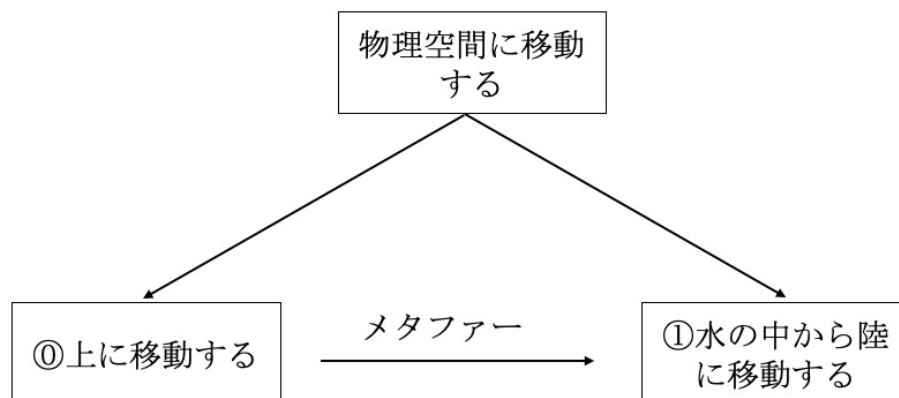 物理空間に移動
する
メタファー
⓪上に移動する
①水の中から陸
に移動する